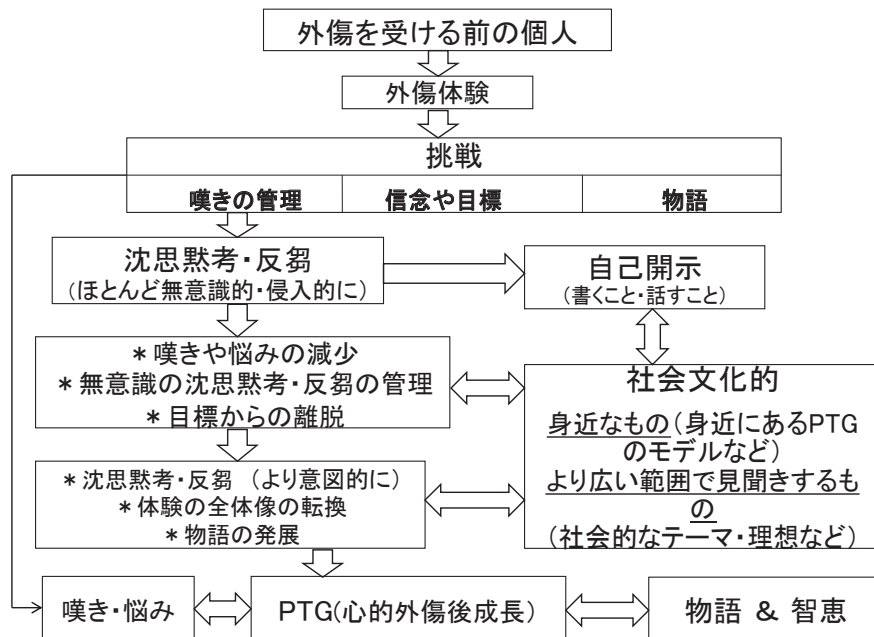 外傷を受ける前の個人
外傷体験
挑戦
嘆きの管理
信念や目標
物語
沈思黙考・反芻
(ほとんど無意識的・侵入的に)
自己開示
(書くこと・話すこと)
＊嘆きや悩みの減少
＊無意識の沈思黙考・反芻の管理
＊目標からの離脱
社会文化的
身近なもの(身近にあるPTG
のモデルなど)
より広い範囲で見聞きするも
の
(社会的なテーマ・理想など)
＊沈思黙考・反芻 (より意図的に)
＊体験の全体像の転換
＊物語の発展
嘆き・悩み
PTG(心的外傷後成長)
物語 ＆ 智恵